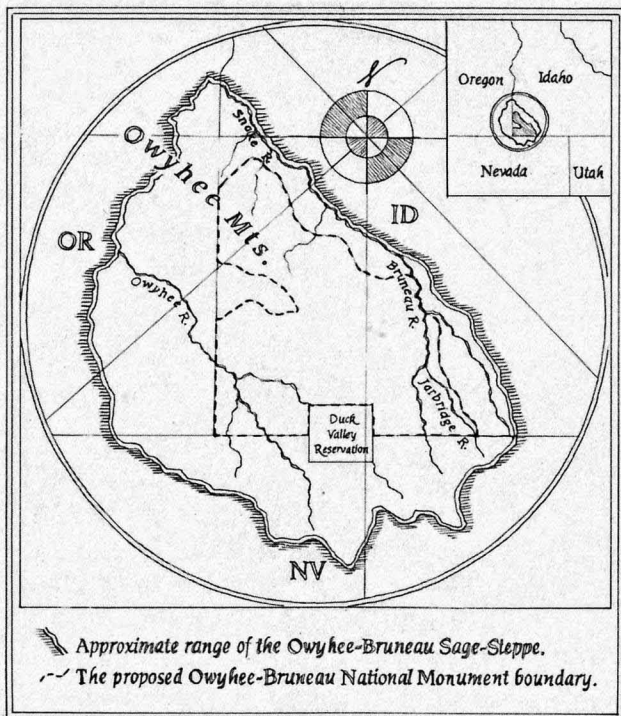 N
Oregon
Idaho
Nevada
Utah
Snake R.
Owyhee Mts.
ID
OR
Bruneau R.
Owyhee R.
Jarbridge R.
Duck
Valley
Reservation
NV
Approximate range of the Owyhee-Bruneau Sage-Steppe.
The proposed Owyhee-Bruneau National Monument boundary.